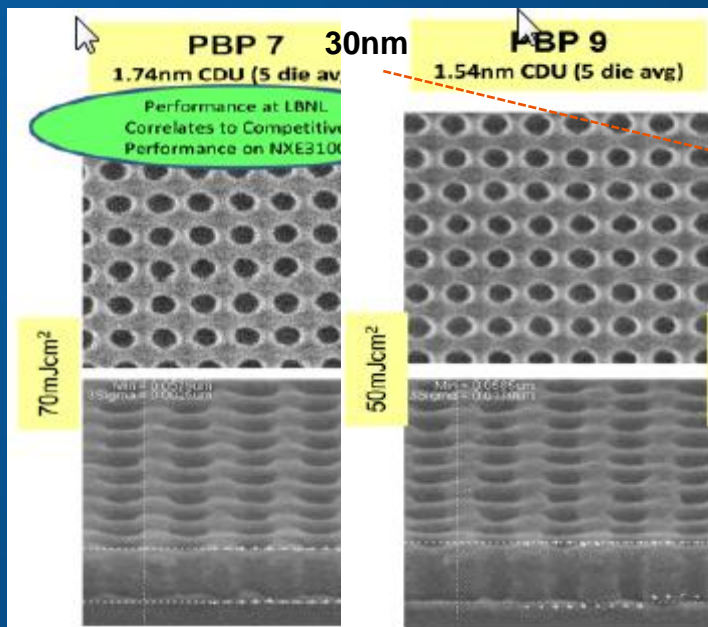 PBP 7
1.74nm CDU (5 die av
Performance at LBNL
Correlates to Competitive
Performance on NXE3100
70mJcm²
30nm
PBP 9
1.54nm CDU (5 die avg)
50mJcm²